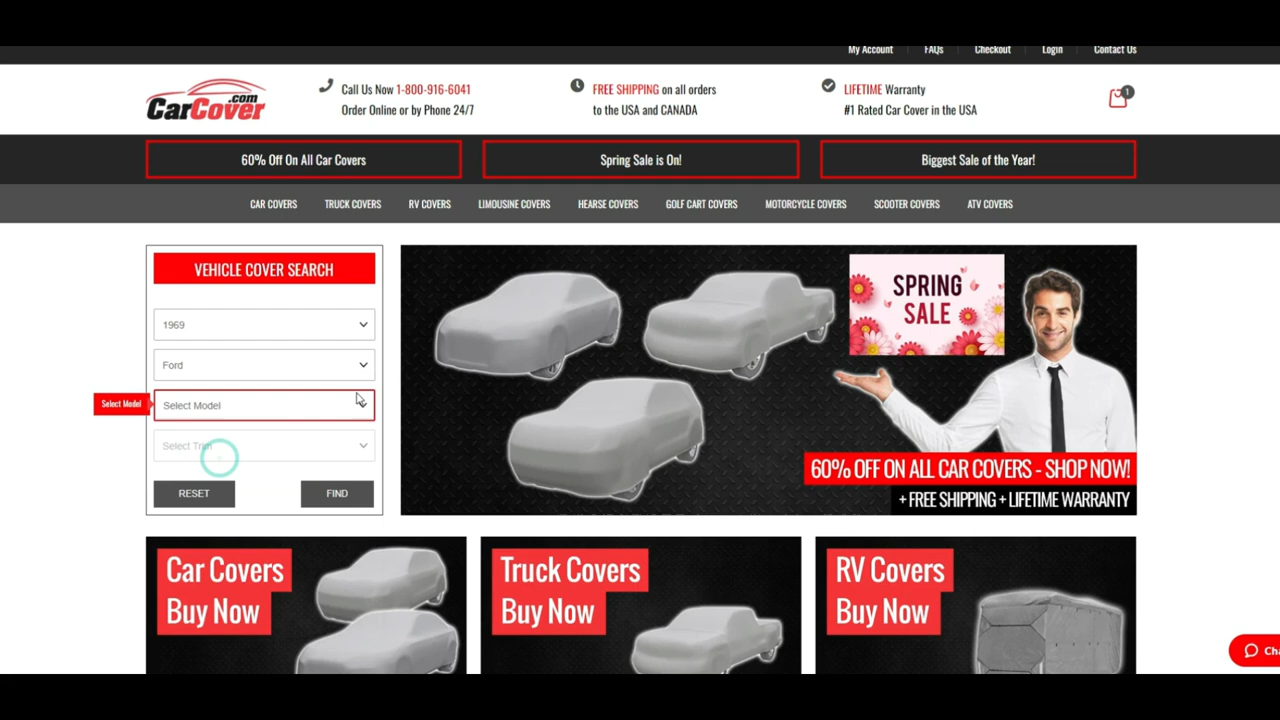 My Account
FAQs
Checkout
Login
Contact Us
CarCover.com
Call Us Now 1-800-916-6041
Order Online or by Phone 24/7
FREE SHIPPING on all orders
to the USA and CANADA
LIFETIME Warranty
#1 Rated Car Cover in the USA
1
60% Off On All Car Covers
Spring Sale is On!
Biggest Sale of the Year!
CAR COVERS
TRUCK COVERS
RV COVERS
LIMOUSINE COVERS
HEARSE COVERS
GOLF CART COVERS
MOTORCYCLE COVERS
SCOOTER COVERS
ATV COVERS
VEHICLE COVER SEARCH
1969
Ford
Select Model
Select Model
Select Trim
RESET
FIND
SPRING
SALE
60% OFF ON ALL CAR COVERS - SHOP NOW!
+ FREE SHIPPING + LIFETIME WARRANTY
Car Covers
Buy Now
Truck Covers
Buy Now
RV Covers
Buy Now